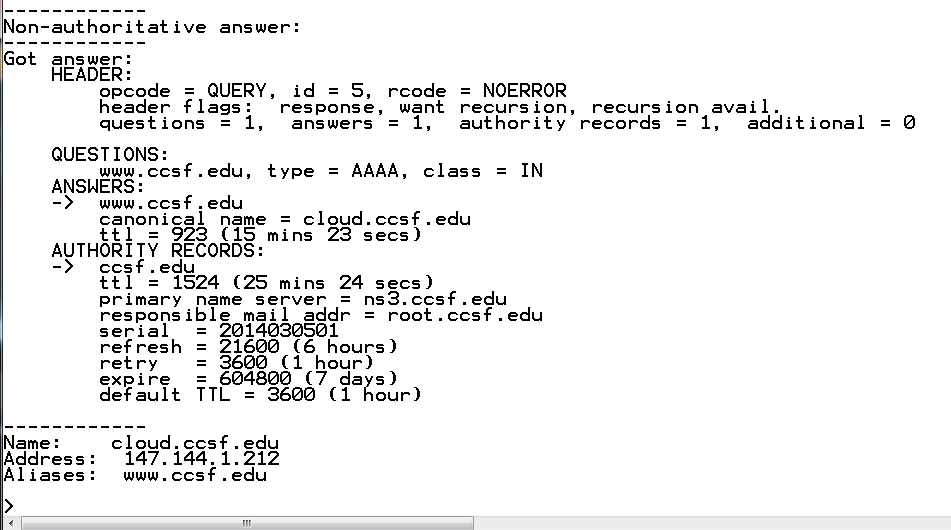 ------------
Non-authoritative answer:
------------
Got answer:
    HEADER:
        opcode = QUERY, id = 5, rcode = NOERROR
        header flags:  response, want recursion, recursion avail.
        questions = 1,  answers = 1,  authority records = 1,  additional = 0

    QUESTIONS:
        www.ccsf.edu, type = AAAA, class = IN
    ANSWERS:
    ->  www.ccsf.edu
        canonical name = cloud.ccsf.edu
        ttl = 923 (15 mins 23 secs)
    AUTHORITY RECORDS:
    ->  ccsf.edu
        ttl = 1524 (25 mins 24 secs)
        primary name server = ns3.ccsf.edu
        responsible mail addr = root.ccsf.edu
        serial  = 2014030501
        refresh = 21600 (6 hours)
        retry   = 3600 (1 hour)
        expire  = 604800 (7 days)
        default TTL = 3600 (1 hour)

------------
Name:    cloud.ccsf.edu
Address:  147.144.1.212
Aliases:  www.ccsf.edu

>